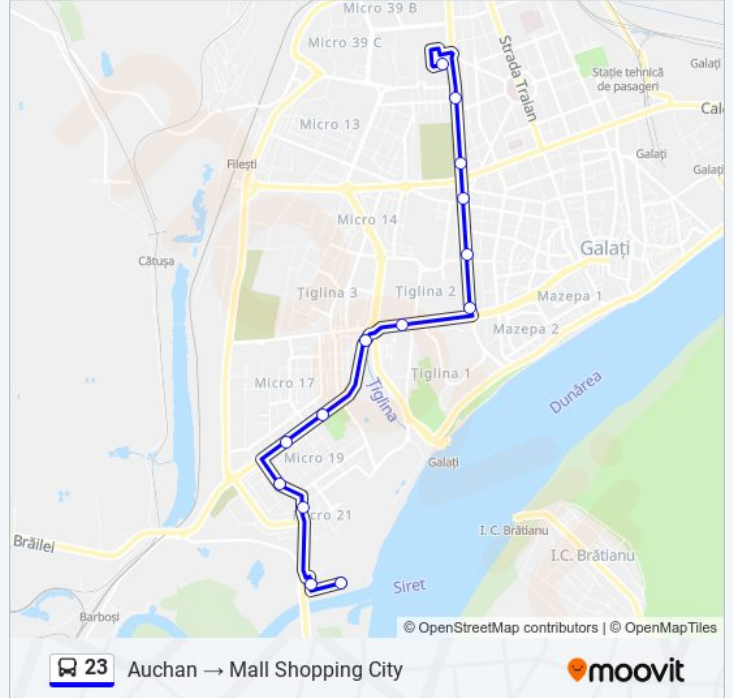 Micro 39 B
Micro 39 C
Strada Traian
Stație tehnică
de pasageri
Galați
Cal
Micro 13
Filești
Galați
Galați
Micro 14
Galați
Cătușa
Țiglina 3
Țiglina 2
Mazepa 1
Mazepa 2
Țiglina 1
Micro 17
Țiglina
Dunărea
Micro 19
Galați
Micro 21
I. C. Brătianu
I.C. Brătianu
Brăilei
Siret
Barboși
© OpenStreetMap contributors | © OpenMapTiles
23 Auchan → Mall Shopping City
moovit